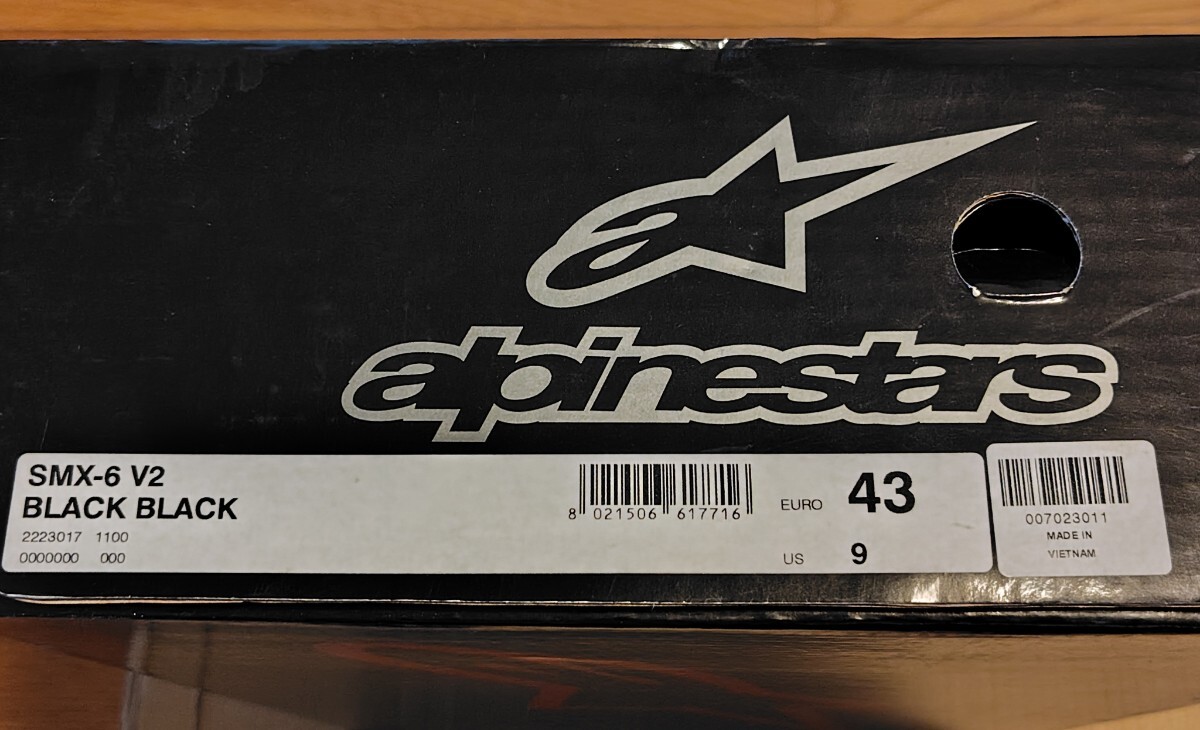 alpinestars
SMX-6 V2
BLACK BLACK
2223017 1100
0000000 000
8 021506 617716
EURO 43
US 9
007023011
MADE IN
VIETNAM